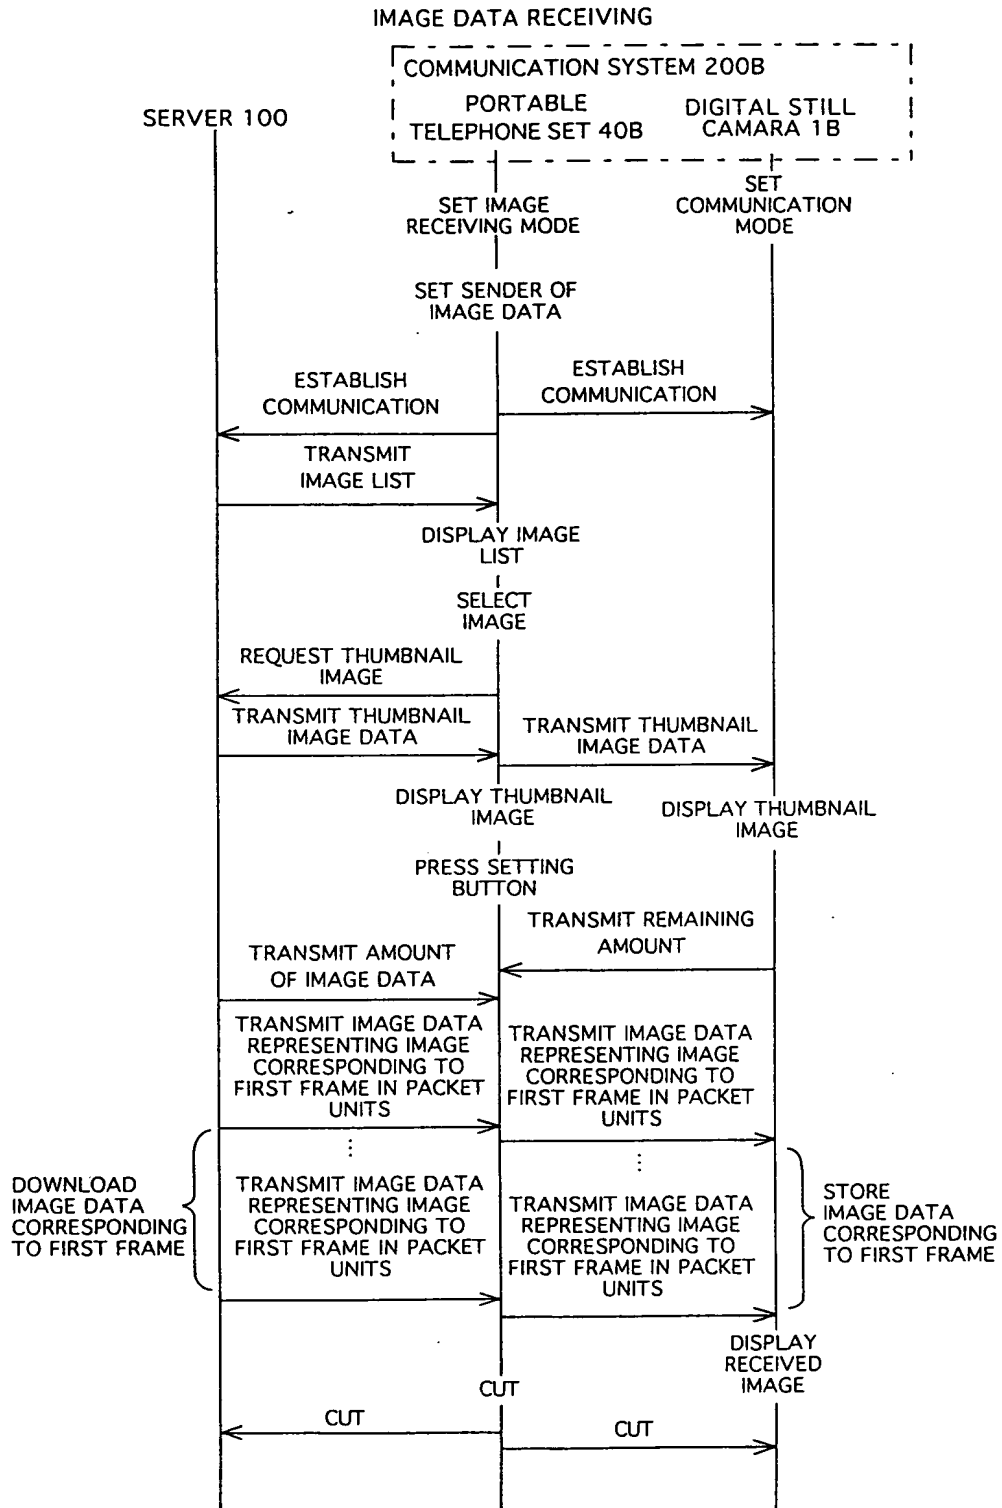 IMAGE DATA RECEIVING
COMMUNICATION SYSTEM 200B
SERVER 100
PORTABLE
TELEPHONE SET 40B
DIGITAL STILL
CAMARA 1B
SET IMAGE
RECEIVING MODE
SET
COMMUNICATION
MODE
SET SENDER OF
IMAGE DATA
ESTABLISH
COMMUNICATION
ESTABLISH
COMMUNICATION
TRANSMIT
IMAGE LIST
DISPLAY IMAGE
LIST
SELECT
IMAGE
REQUEST THUMBNAIL
IMAGE
TRANSMIT THUMBNAIL
IMAGE DATA
TRANSMIT THUMBNAIL
IMAGE DATA
DISPLAY THUMBNAIL
IMAGE
DISPLAY THUMBNAIL
IMAGE
PRESS SETTING
BUTTON
TRANSMIT REMAINING
AMOUNT
TRANSMIT AMOUNT
OF IMAGE DATA
TRANSMIT IMAGE DATA
REPRESENTING IMAGE
CORRESPONDING TO
FIRST FRAME IN PACKET
UNITS
TRANSMIT IMAGE DATA
REPRESENTING IMAGE
CORRESPONDING TO
FIRST FRAME IN PACKET
UNITS
DOWNLOAD
IMAGE DATA
CORRESPONDING
TO FIRST FRAME
TRANSMIT IMAGE DATA
REPRESENTING IMAGE
CORRESPONDING TO
FIRST FRAME IN PACKET
UNITS
TRANSMIT IMAGE DATA
REPRESENTING IMAGE
CORRESPONDING TO
FIRST FRAME IN PACKET
UNITS
STORE
IMAGE DATA
CORRESPONDING
TO FIRST FRAME
DISPLAY
RECEIVED
IMAGE
CUT
CUT
CUT